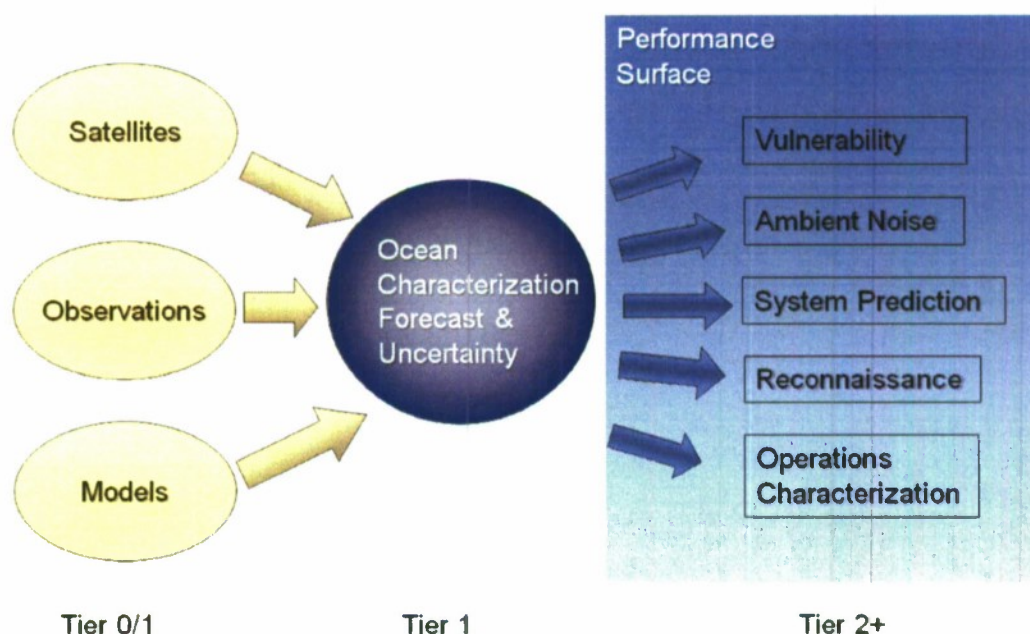 Satellites
Observations
Models
Ocean
Characterization
Forecast &
Uncertainty
Performance
Surface
Vulnerability
Ambient Noise
System Prediction
Reconnaissance
Operations
Characterization
Tier 0/1
Tier 1
Tier 2+